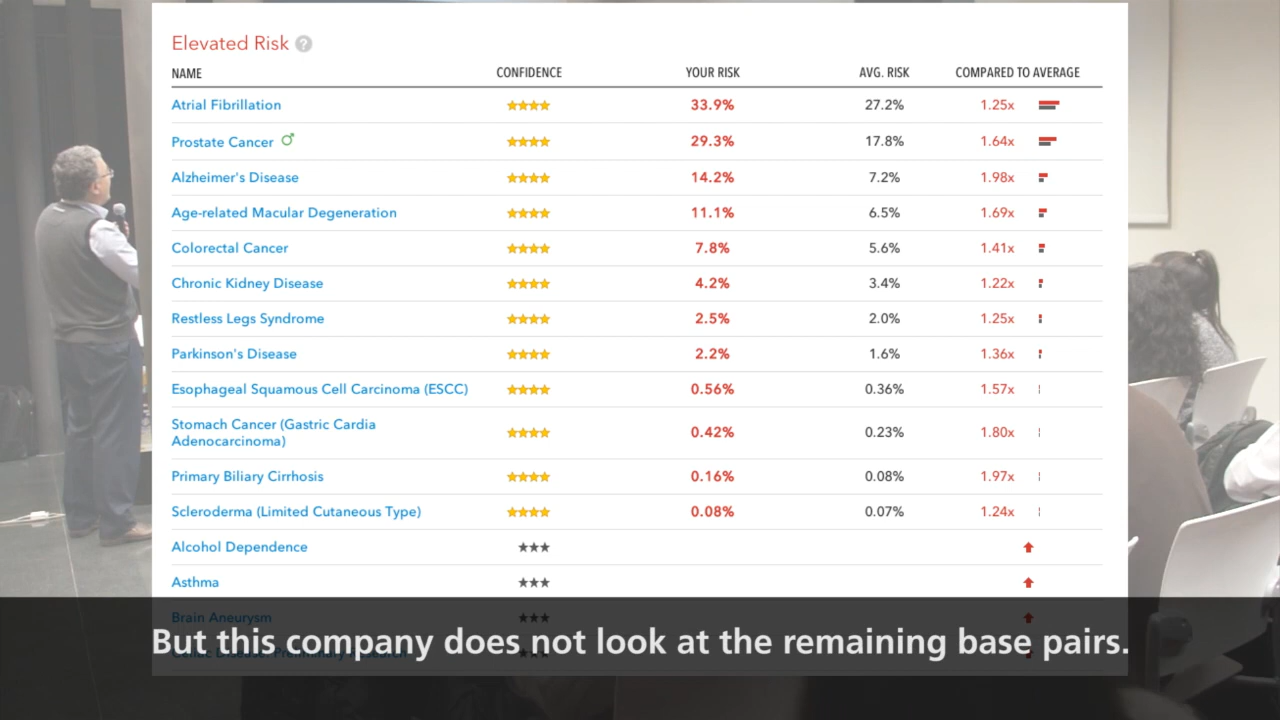 Elevated Risk ?
NAME CONFIDENCE YOUR RISK AVG. RISK COMPARED TO AVERAGE
Atrial Fibrillation ★★★★ 33.9% 27.2% 1.25x
Prostate Cancer ♂ ★★★★ 29.3% 17.8% 1.64x
Alzheimer's Disease ★★★★ 14.2% 7.2% 1.98x
Age-related Macular Degeneration ★★★★ 11.1% 6.5% 1.69x
Colorectal Cancer ★★★★ 7.8% 5.6% 1.41x
Chronic Kidney Disease ★★★★ 4.2% 3.4% 1.22x
Restless Legs Syndrome ★★★★ 2.5% 2.0% 1.25x
Parkinson's Disease ★★★★ 2.2% 1.6% 1.36x
Esophageal Squamous Cell Carcinoma (ESCC) ★★★★ 0.56% 0.36% 1.57x
Stomach Cancer (Gastric Cardia
Adenocarcinoma) ★★★★ 0.42% 0.23% 1.80x
Primary Biliary Cirrhosis ★★★★ 0.16% 0.08% 1.97x
Scleroderma (Limited Cutaneous Type) ★★★★ 0.08% 0.07% 1.24x
Alcohol Dependence ★★★
Asthma ★★★
Brain Aneurysm ★★★
But this company does not look at the remaining base pairs.